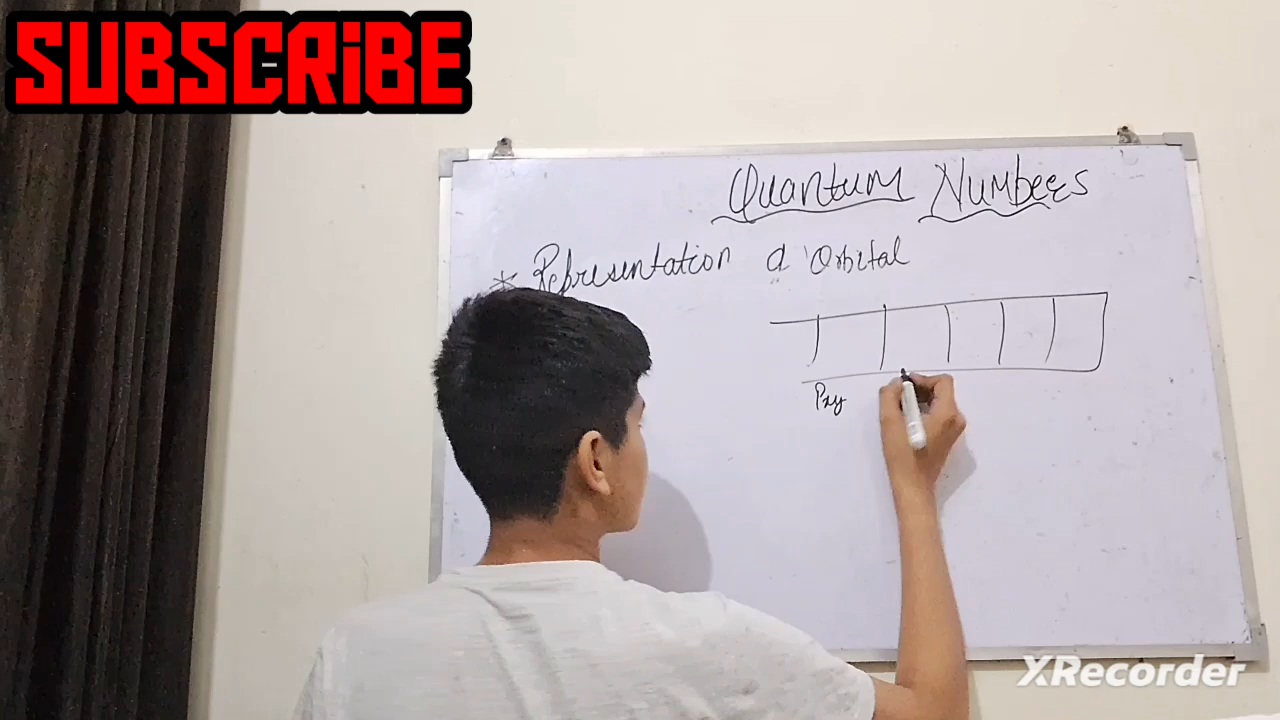 SUBSCRIBE
Quantum Numbers
* Representation of Orbital
Pxy
XRecorder